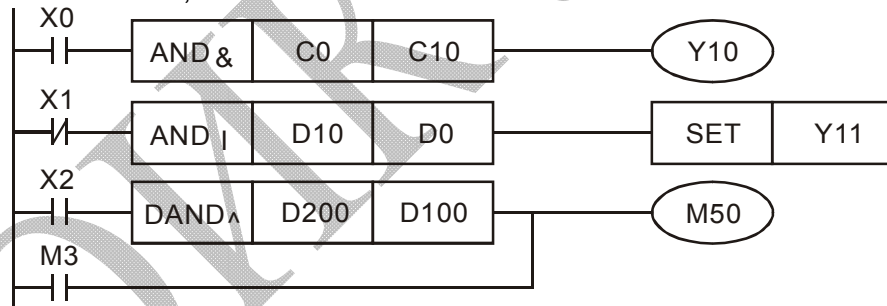 X0
AND & C0 C10 Y10
X1
AND | D10 D0 SET Y11
X2
DAND^ D200 D100 M50
M3